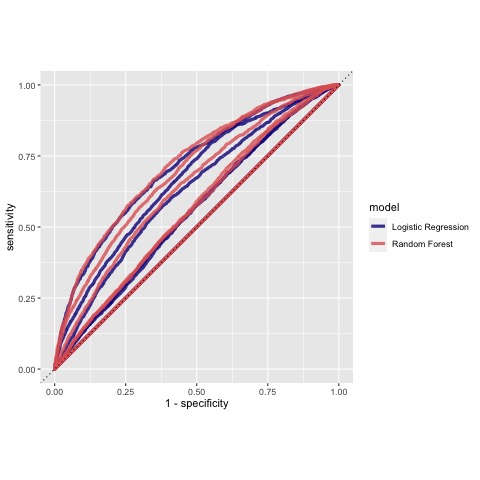 1.00
0.75
0.50
0.25
0.00
sensitivity
0.00 0.25 0.50 0.75 1.00
1 - specificity
model
Logistic Regression
Random Forest